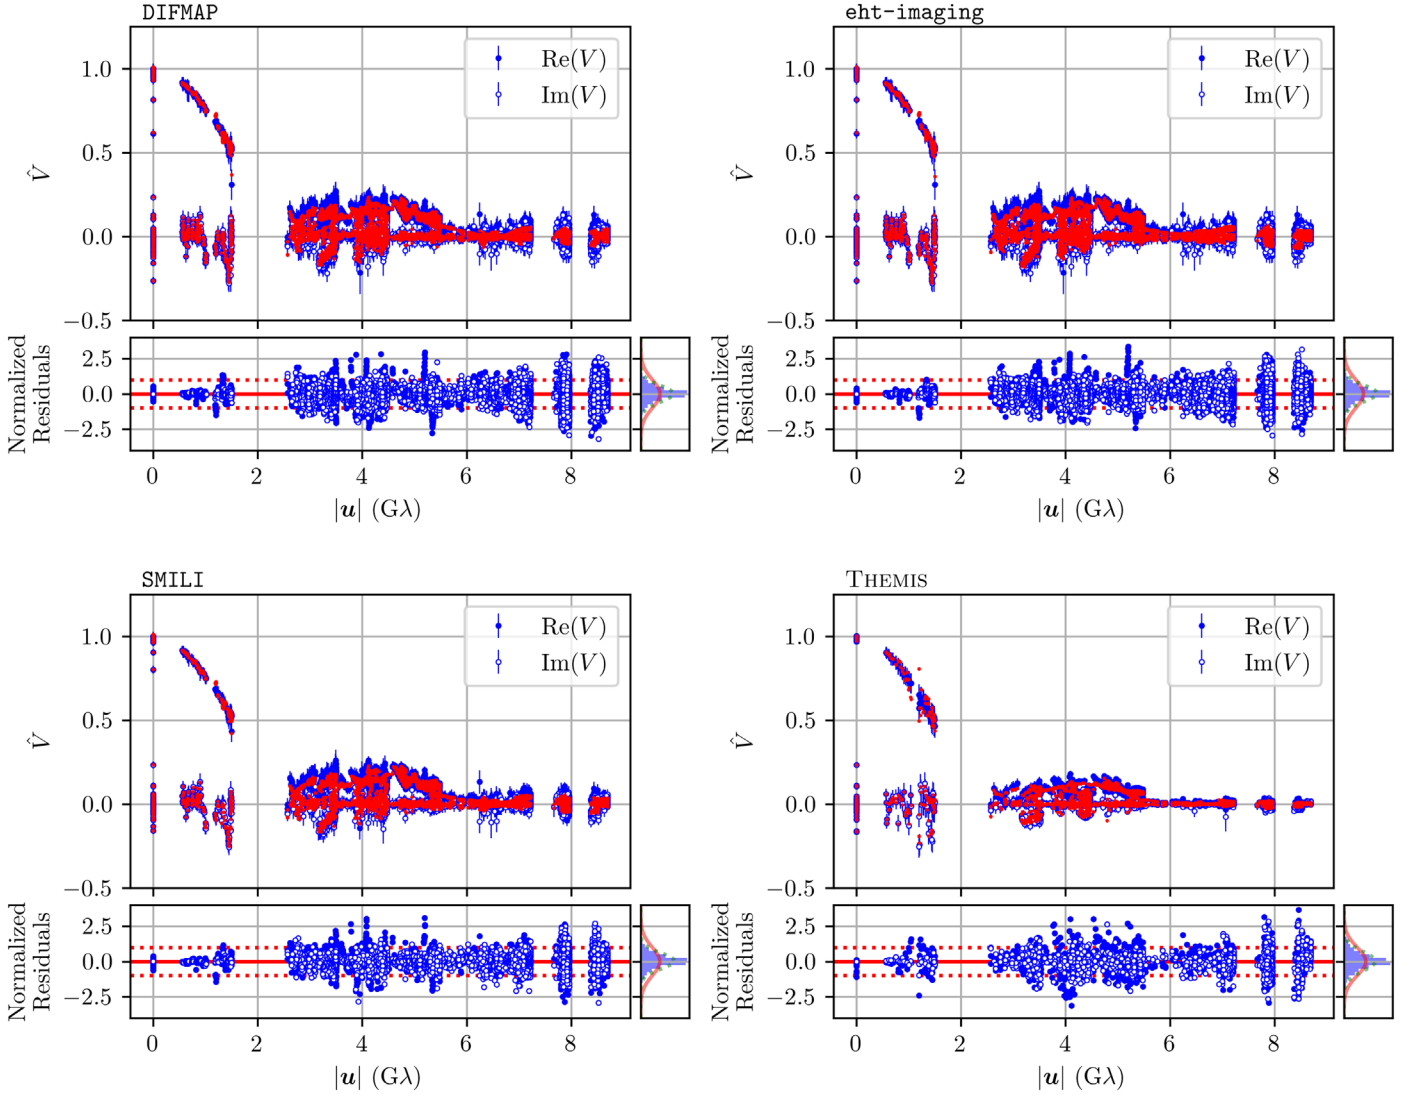 DIFMAP
Re(V)
Im(V)
1.0
0.5
0.0
−0.5
V̂
2.5
0.0
−2.5
Normalized
Residuals
0 2 4 6 8
|u| (Gλ)
eht-imaging
Re(V)
Im(V)
1.0
0.5
0.0
−0.5
V̂
2.5
0.0
−2.5
Normalized
Residuals
0 2 4 6 8
|u| (Gλ)
SMILI
Re(V)
Im(V)
1.0
0.5
0.0
−0.5
V̂
2.5
0.0
−2.5
Normalized
Residuals
0 2 4 6 8
|u| (Gλ)
THEMIS
Re(V)
Im(V)
1.0
0.5
0.0
−0.5
V̂
2.5
0.0
−2.5
Normalized
Residuals
0 2 4 6 8
|u| (Gλ)